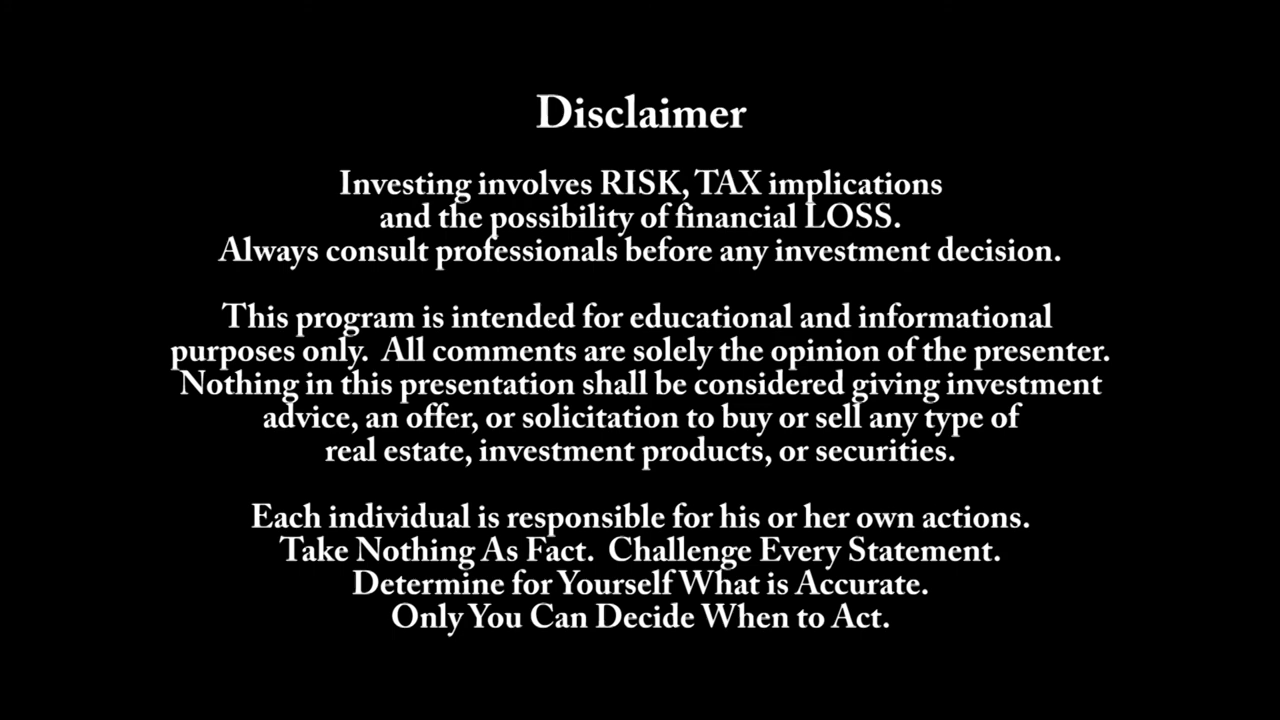 Disclaimer
Investing involves RISK, TAX implications
and the possibility of financial LOSS.
Always consult professionals before any investment decision.
This program is intended for educational and informational
purposes only.  All comments are solely the opinion of the presenter.
Nothing in this presentation shall be considered giving investment
advice, an offer, or solicitation to buy or sell any type of
real estate, investment products, or securities.
Each individual is responsible for his or her own actions.
Take Nothing As Fact.  Challenge Every Statement.
Determine for Yourself What is Accurate.
Only You Can Decide When to Act.